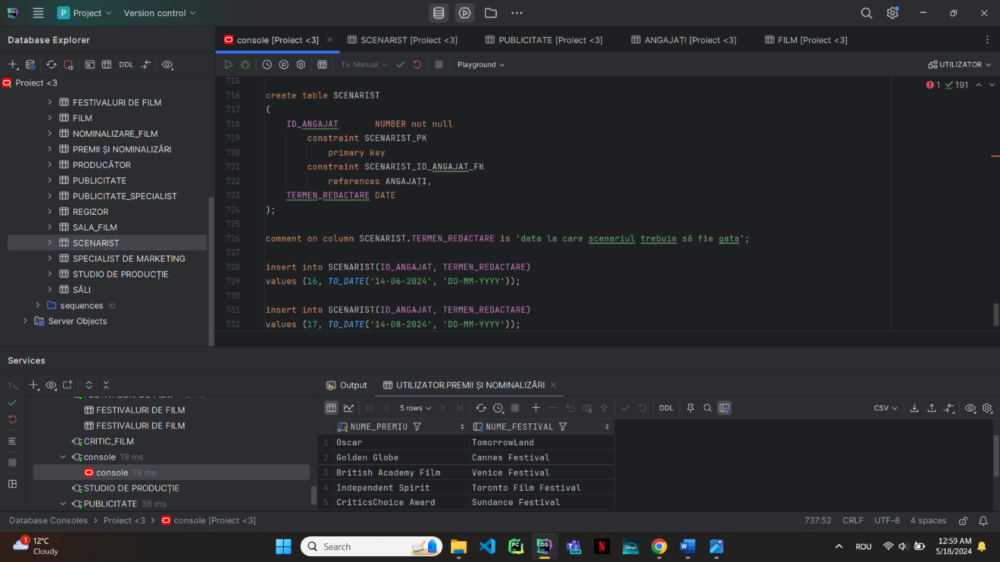 P Project Version control
Database Explorer
console [Proiect <3] SCENARIST [Proiect <3] PUBLICITATE [Proiect <3] ANGAJAȚI [Proiect <3] FILM [Proiect <3]
DDL
Tx: Manual Playground UTILIZATOR
Proiect <3
FESTIVALURI DE FILM
FILM
NOMINALIZARE_FILM
PREMII ȘI NOMINALIZĂRI
PRODUCĂTOR
PUBLICITATE
PUBLICITATE_SPECIALIST
REGIZOR
SALA_FILM
SCENARIST
SPECIALIST DE MARKETING
STUDIO DE PRODUCȚIE
SĂLI
sequences 10
Server Objects
1 191
715
716 create table SCENARIST
717 (
718 ID_ANGAJAT NUMBER not null
719 constraint SCENARIST_PK
720 primary key
721 constraint SCENARIST_ID_ANGAJAT_FK
722 references ANGAJAȚI,
723 TERMEN_REDACTARE DATE
724 );
725
726 comment on column SCENARIST.TERMEN_REDACTARE is 'data la care scenariul trebuie să fie gata';
727
728 insert into SCENARIST(ID_ANGAJAT, TERMEN_REDACTARE)
729 values (16, TO_DATE('14-06-2024', 'DD-MM-YYYY'));
730
731 insert into SCENARIST(ID_ANGAJAT, TERMEN_REDACTARE)
732 values (17, TO_DATE('14-08-2024', 'DD-MM-YYYY'));
Services
Tx
FESTIVALURI DE FILM
FESTIVALURI DE FILM
CRITIC_FILM
console 19 ms
console 19 ms
STUDIO DE PRODUCȚIE
PUBLICITATE 38 ms
Output UTILIZATOR.PREMII ȘI NOMINALIZĂRI
5 rows DDL CSV
NUME_PREMIU NUME_FESTIVAL
1 Oscar TomorrowLand
2 Golden Globe Cannes Festival
3 British Academy Film Venice Festival
4 Independent Spirit Toronto Film Festival
5 CriticsChoice Award Sundance Festival
Database Consoles > Proiect <3 > console [Proiect <3] 737:52 CRLF UTF-8 4 spaces
1 12°C
Cloudy
Search
PC
DG
NEW
N
Disney+
W
ROU
12:59 AM
5/18/2024